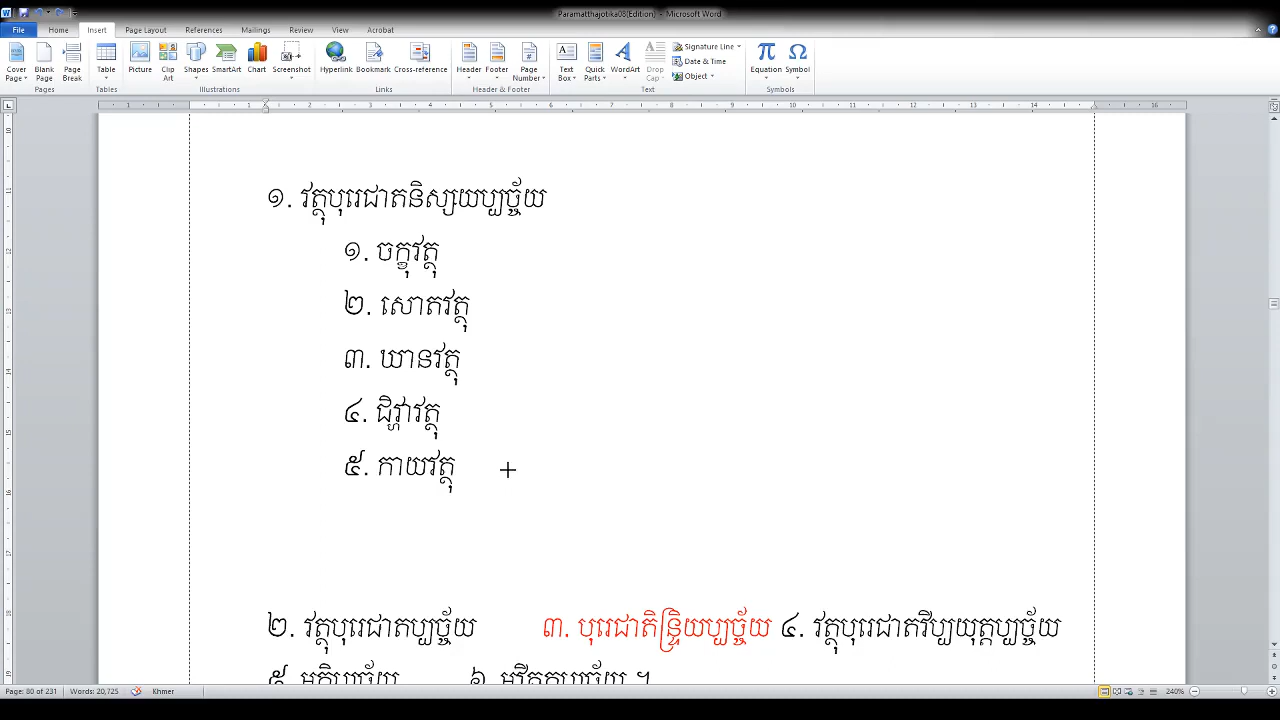 Paramatthajotika08(Edition) - Microsoft Word
File Home Insert Page Layout References Mailings Review View Acrobat
Cover Page Blank Page Page Break Table Picture Clip Art Shapes SmartArt Chart Screenshot Hyperlink Bookmark Cross-reference Header Footer Page Number Text Box Quick Parts WordArt Drop Cap Signature Line Date & Time Object Equation Symbol
Pages Tables Illustrations Links Header & Footer Text Symbols
១. វត្ថុបុរេជាតនិស្សយប្បច្ច័យ
១. ចក្ខុវត្ថុ
២. សោតវត្ថុ
៣. ឃានវត្ថុ
៤. ជិវ្ហាវត្ថុ
៥. កាយវត្ថុ
២. វត្ថុបុរេជាតប្បច្ច័យ ៣. បុរេជាតិន្ទ្រិយប្បច្ច័យ ៤. វត្ថុបុរេជាតវិប្បយុត្តប្បច្ច័យ
Page: 80 of 231 Words: 20,725 Khmer 240%